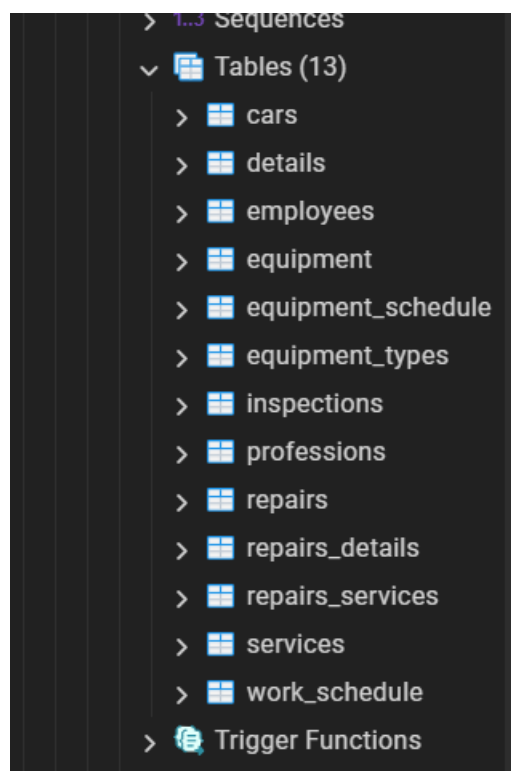 1..3 Sequences
Tables (13)
cars
details
employees
equipment
equipment_schedule
equipment_types
inspections
professions
repairs
repairs_details
repairs_services
services
work_schedule
Trigger Functions